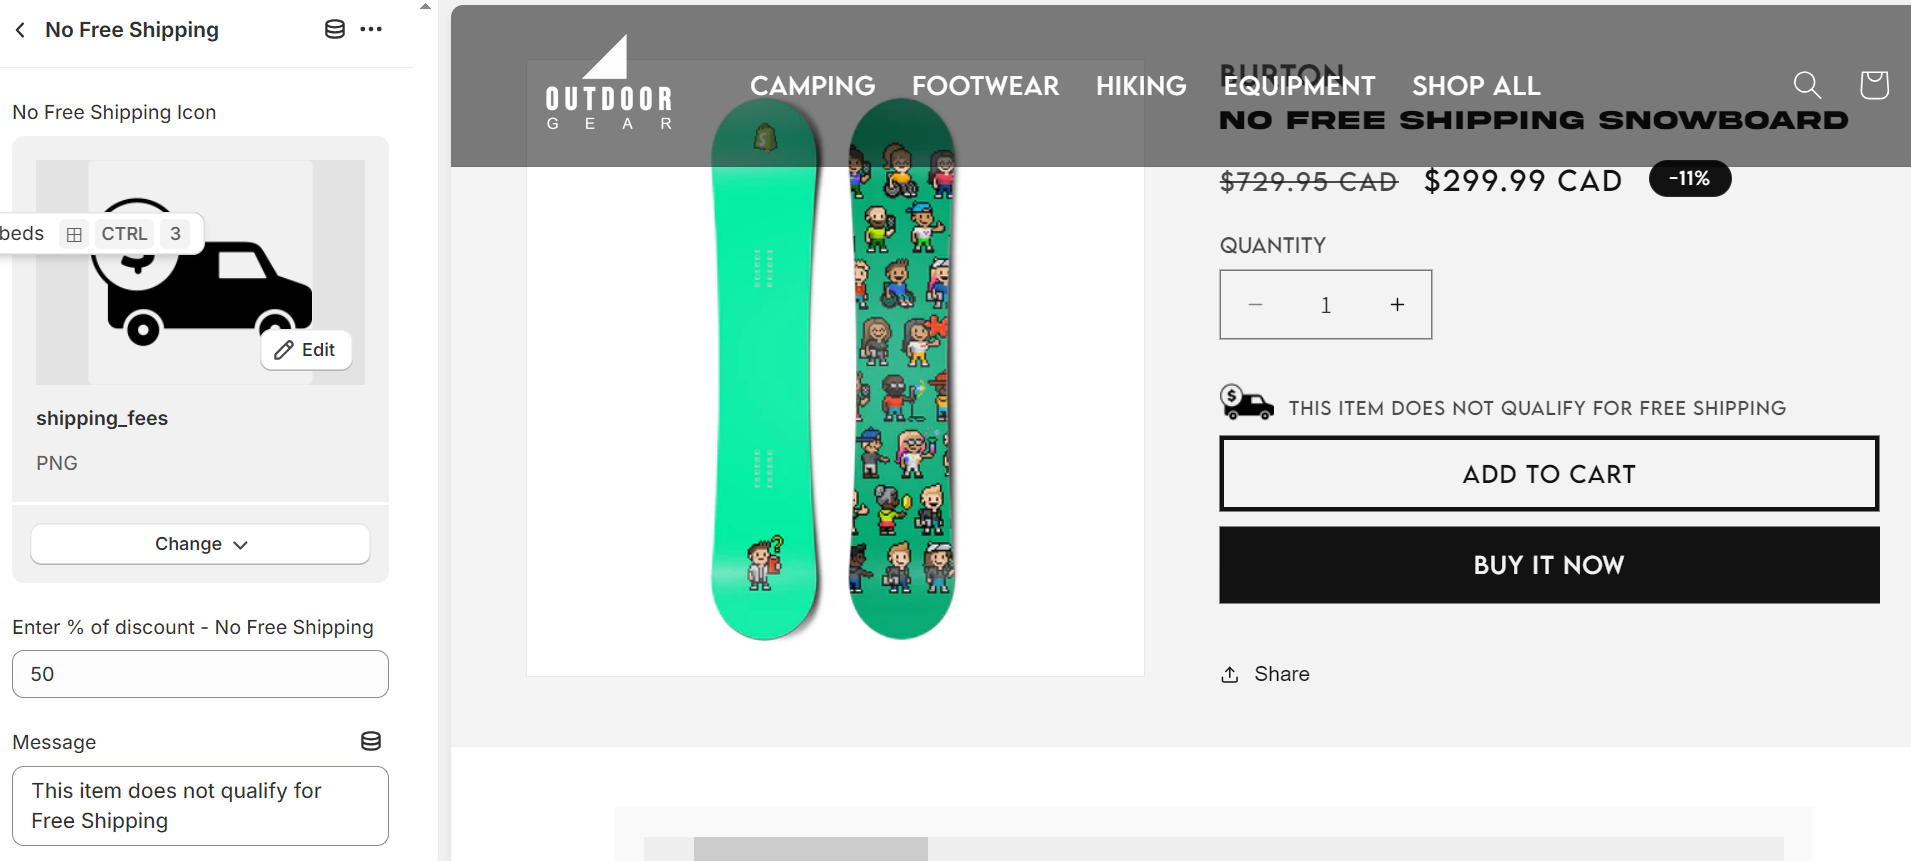 No Free Shipping
No Free Shipping Icon
beds CTRL 3
$
Edit
shipping_fees
PNG
Change
Enter % of discount - No Free Shipping
50
Message
This item does not qualify for
Free Shipping
OUTDOOR
GEAR
CAMPING FOOTWEAR HIKING EQUIPMENT SHOP ALL
BURTON
NO FREE SHIPPING SNOWBOARD
$729.95 CAD $299.99 CAD -11%
QUANTITY
− 1 +
$ THIS ITEM DOES NOT QUALIFY FOR FREE SHIPPING
ADD TO CART
BUY IT NOW
Share
S
?